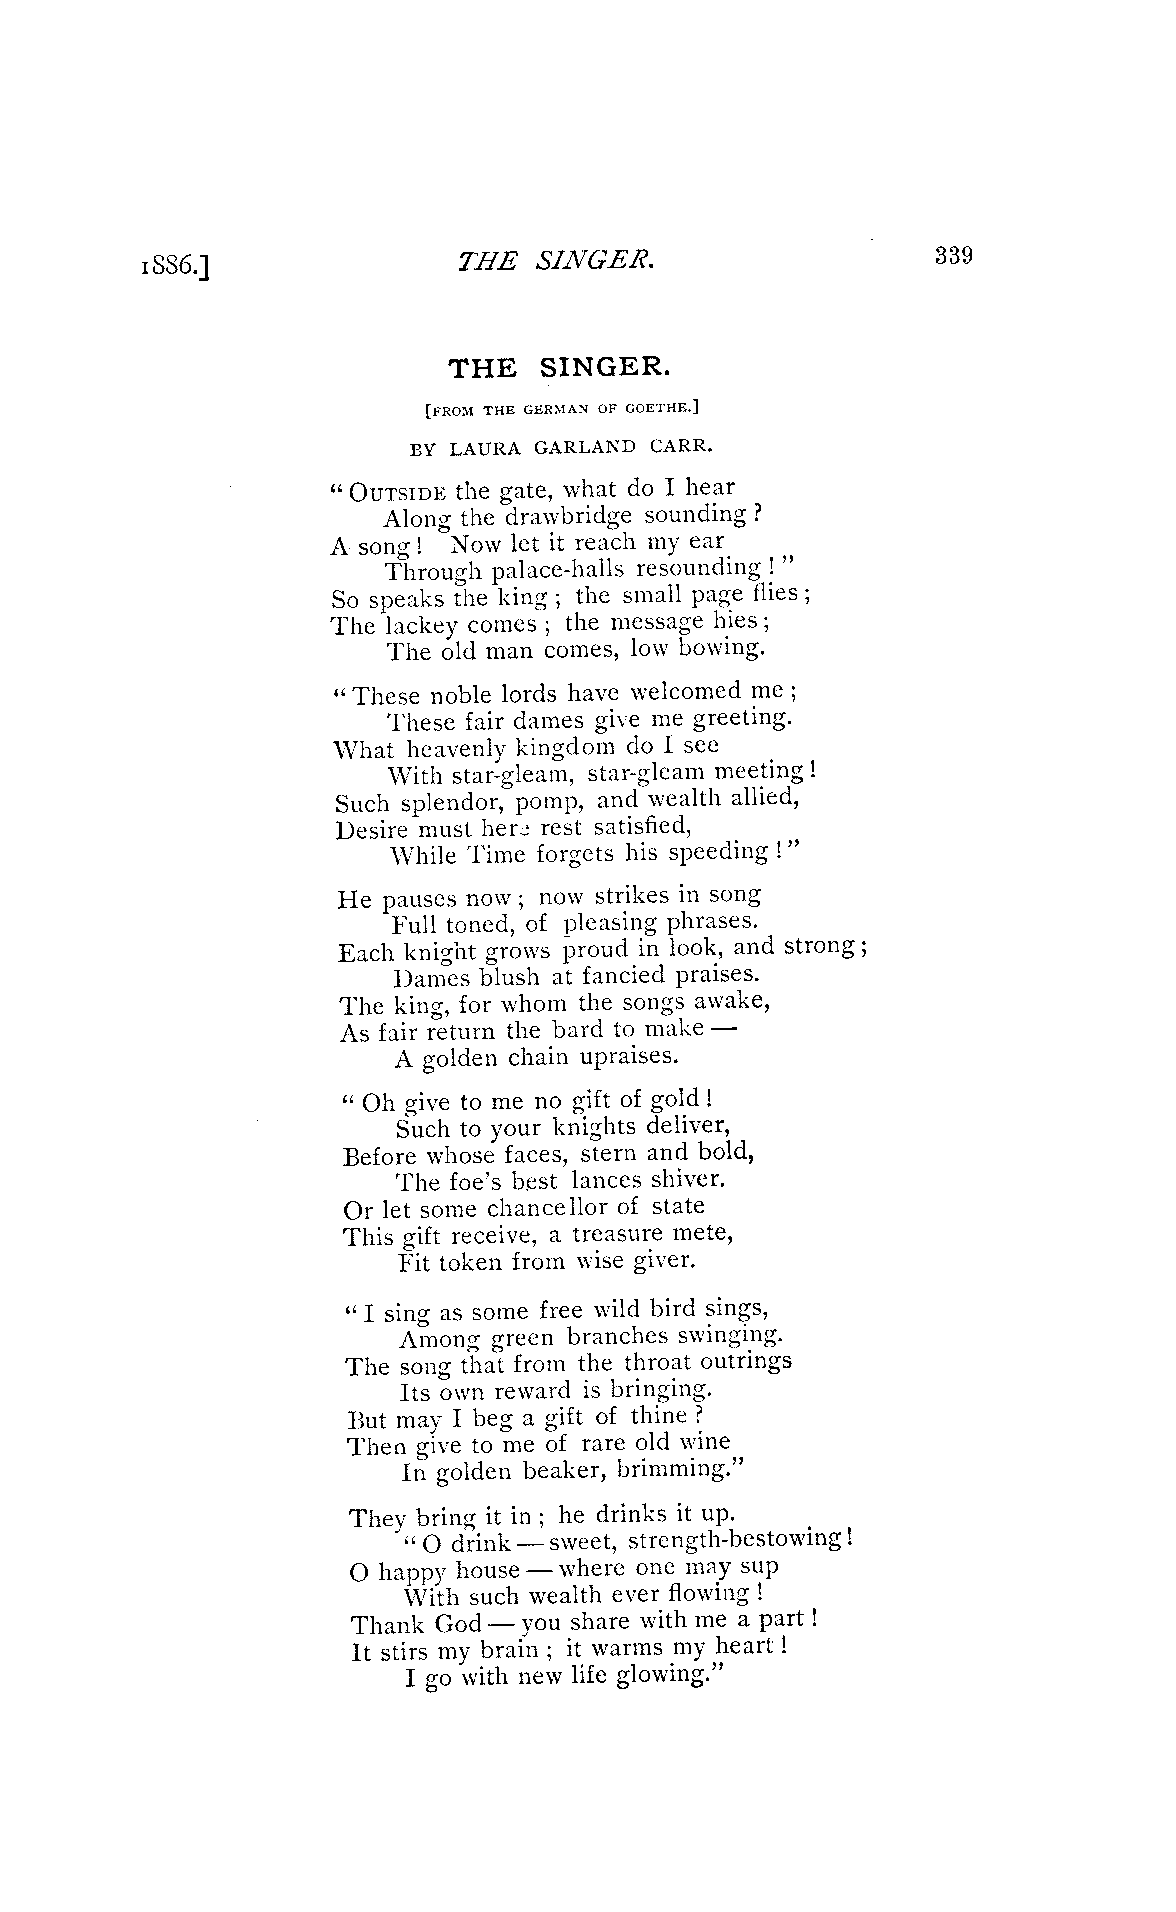 1886.] THE SINGER. 339
THE SINGER.
[FROM THE GERMAN OF GOETHE.]
BY LAURA GARLAND CARR.
“ OUTSIDE the gate, what do I hear
Along the drawbridge sounding ?
A song ! Now let it reach my ear
Through palace-halls resounding ! ”
So speaks the king ; the small page flies ;
The lackey comes ; the message hies ;
The old man comes, low bowing.
“ These noble lords have welcomed me ;
These fair dames give me greeting.
What heavenly kingdom do I see
With star-gleam, star-gleam meeting !
Such splendor, pomp, and wealth allied,
Desire must here rest satisfied,
While Time forgets his speeding ! ”
He pauses now ; now strikes in song
Full toned, of pleasing phrases.
Each knight grows proud in look, and strong ;
Dames blush at fancied praises.
The king, for whom the songs awake,
As fair return the bard to make —
A golden chain upraises.
“ Oh give to me no gift of gold !
Such to your knights deliver,
Before whose faces, stern and bold,
The foe's best lances shiver.
Or let some chancellor of state
This gift receive, a treasure mete,
Fit token from wise giver.
“ I sing as some free wild bird sings,
Among green branches swinging.
The song that from the throat outrings
Its own reward is bringing.
But may I beg a gift of thine ?
Then give to me of rare old wine
In golden beaker, brimming.”
They bring it in ; he drinks it up.
“ O drink — sweet, strength-bestowing !
O happy house — where one may sup
With such wealth ever flowing !
Thank God — you share with me a part !
It stirs my brain ; it warms my heart !
I go with new life glowing.”